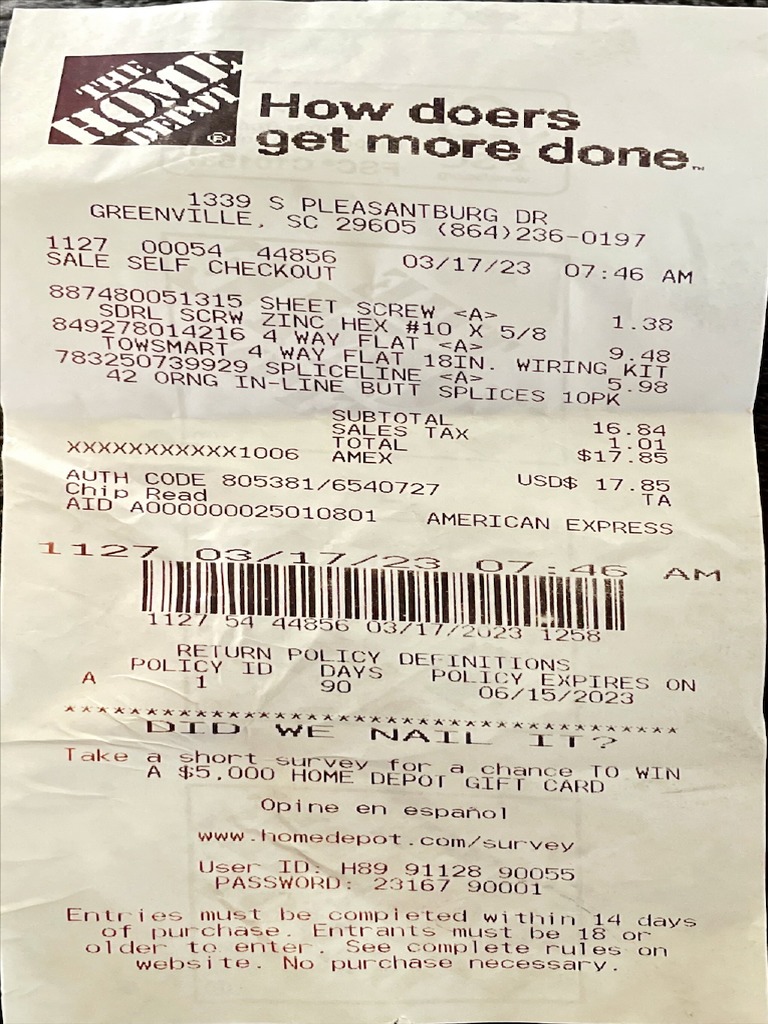 THE
HOME
DEPOT®
How doers
get more done™
1339 S PLEASANTBURG DR
GREENVILLE, SC 29605 (864)236-0197
1127 00054 44856 03/17/23 07:46 AM
SALE SELF CHECKOUT
887480051315 SHEET SCREW <A> 1.38
SDRL SCRW ZINC HEX #10 X 5/8
849278014216 4 WAY FLAT <A> 9.48
TOWSMART 4 WAY FLAT 18IN. WIRING KIT
783250739929 SPLICELINE <A> 5.98
42 ORNG IN-LINE BUTT SPLICES 10PK
SUBTOTAL 16.84
SALES TAX 1.01
TOTAL $17.85
XXXXXXXXXXX1006 AMEX
USD$ 17.85
AUTH CODE 805381/6540727 TA
Chip Read
AID A000000025010801 AMERICAN EXPRESS
1127 03/17/23 07:46 AM
1127 54 44856 03/17/2023 1258
RETURN POLICY DEFINITIONS
POLICY ID DAYS POLICY EXPIRES ON
A 1 90 06/15/2023
****************************************
DID WE NAIL IT?
Take a short survey for a chance TO WIN
A $5,000 HOME DEPOT GIFT CARD
Opine en español
www.homedepot.com/survey
User ID: H89 91128 90055
PASSWORD: 23167 90001
Entries must be completed within 14 days
of purchase. Entrants must be 18 or
older to enter. See complete rules on
website. No purchase necessary.